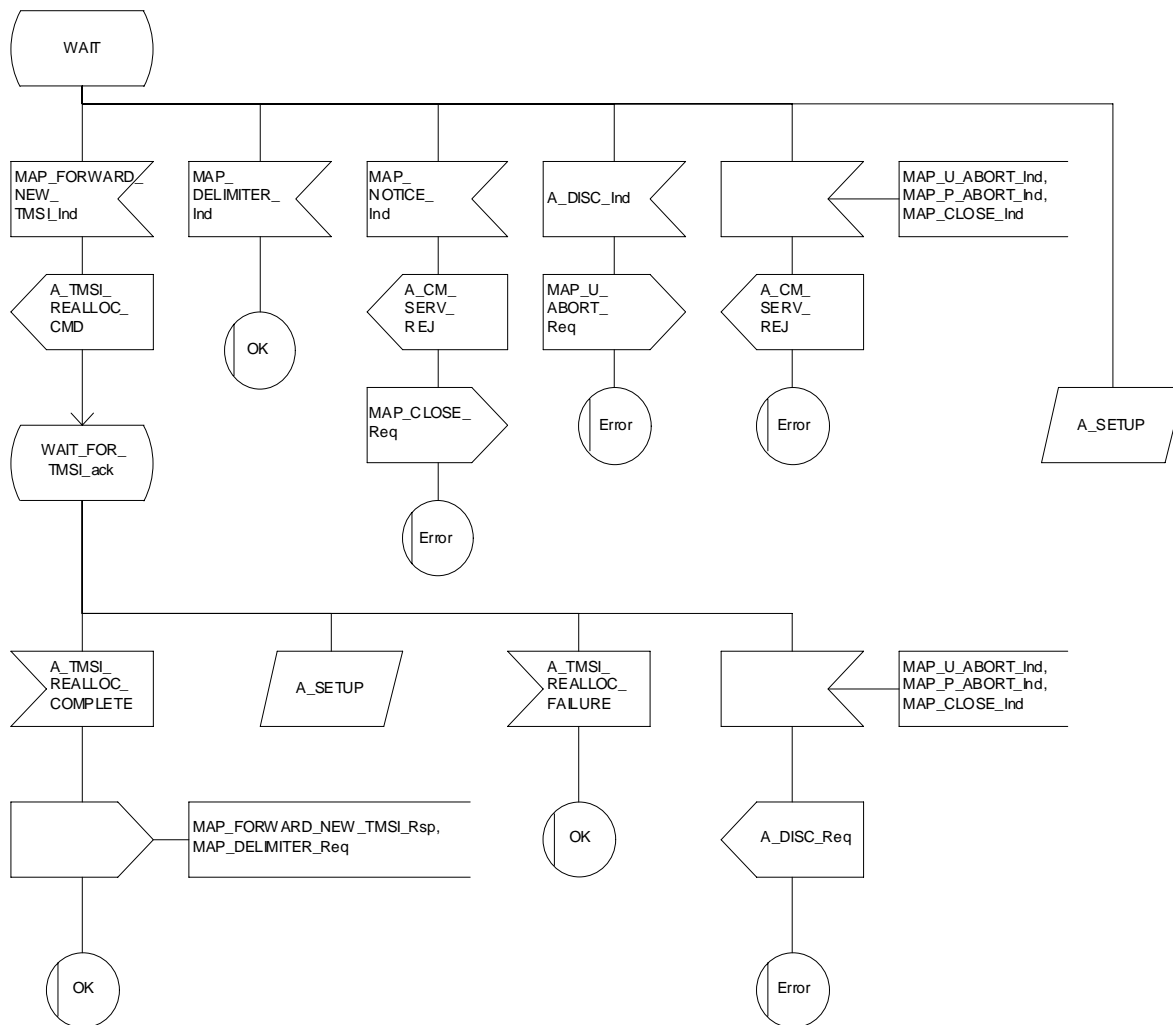 WAIT
MAP_FORWARD_
NEW_
TMSI_Ind
MAP_
DELIMITER_
Ind
MAP_
NOTICE_
Ind
A_DISC_Ind
MAP_U_ABORT_Ind,
MAP_P_ABORT_Ind,
MAP_CLOSE_Ind
A_TMSI_
REALLOC_
CMD
OK
A_CM_
SERV_
REJ
MAP_U_
ABORT_
Req
A_CM_
SERV_
REJ
MAP_CLOSE_
Req
Error
Error
A_SETUP
WAIT_FOR_
TMSI_ack
Error
A_TMSI_
REALLOC_
COMPLETE
A_SETUP
A_TMSI_
REALLOC_
FAILURE
MAP_U_ABORT_Ind,
MAP_P_ABORT_Ind,
MAP_CLOSE_Ind
MAP_FORWARD_NEW_TMSI_Rsp,
MAP_DELIMITER_Req
OK
A_DISC_Req
OK
Error